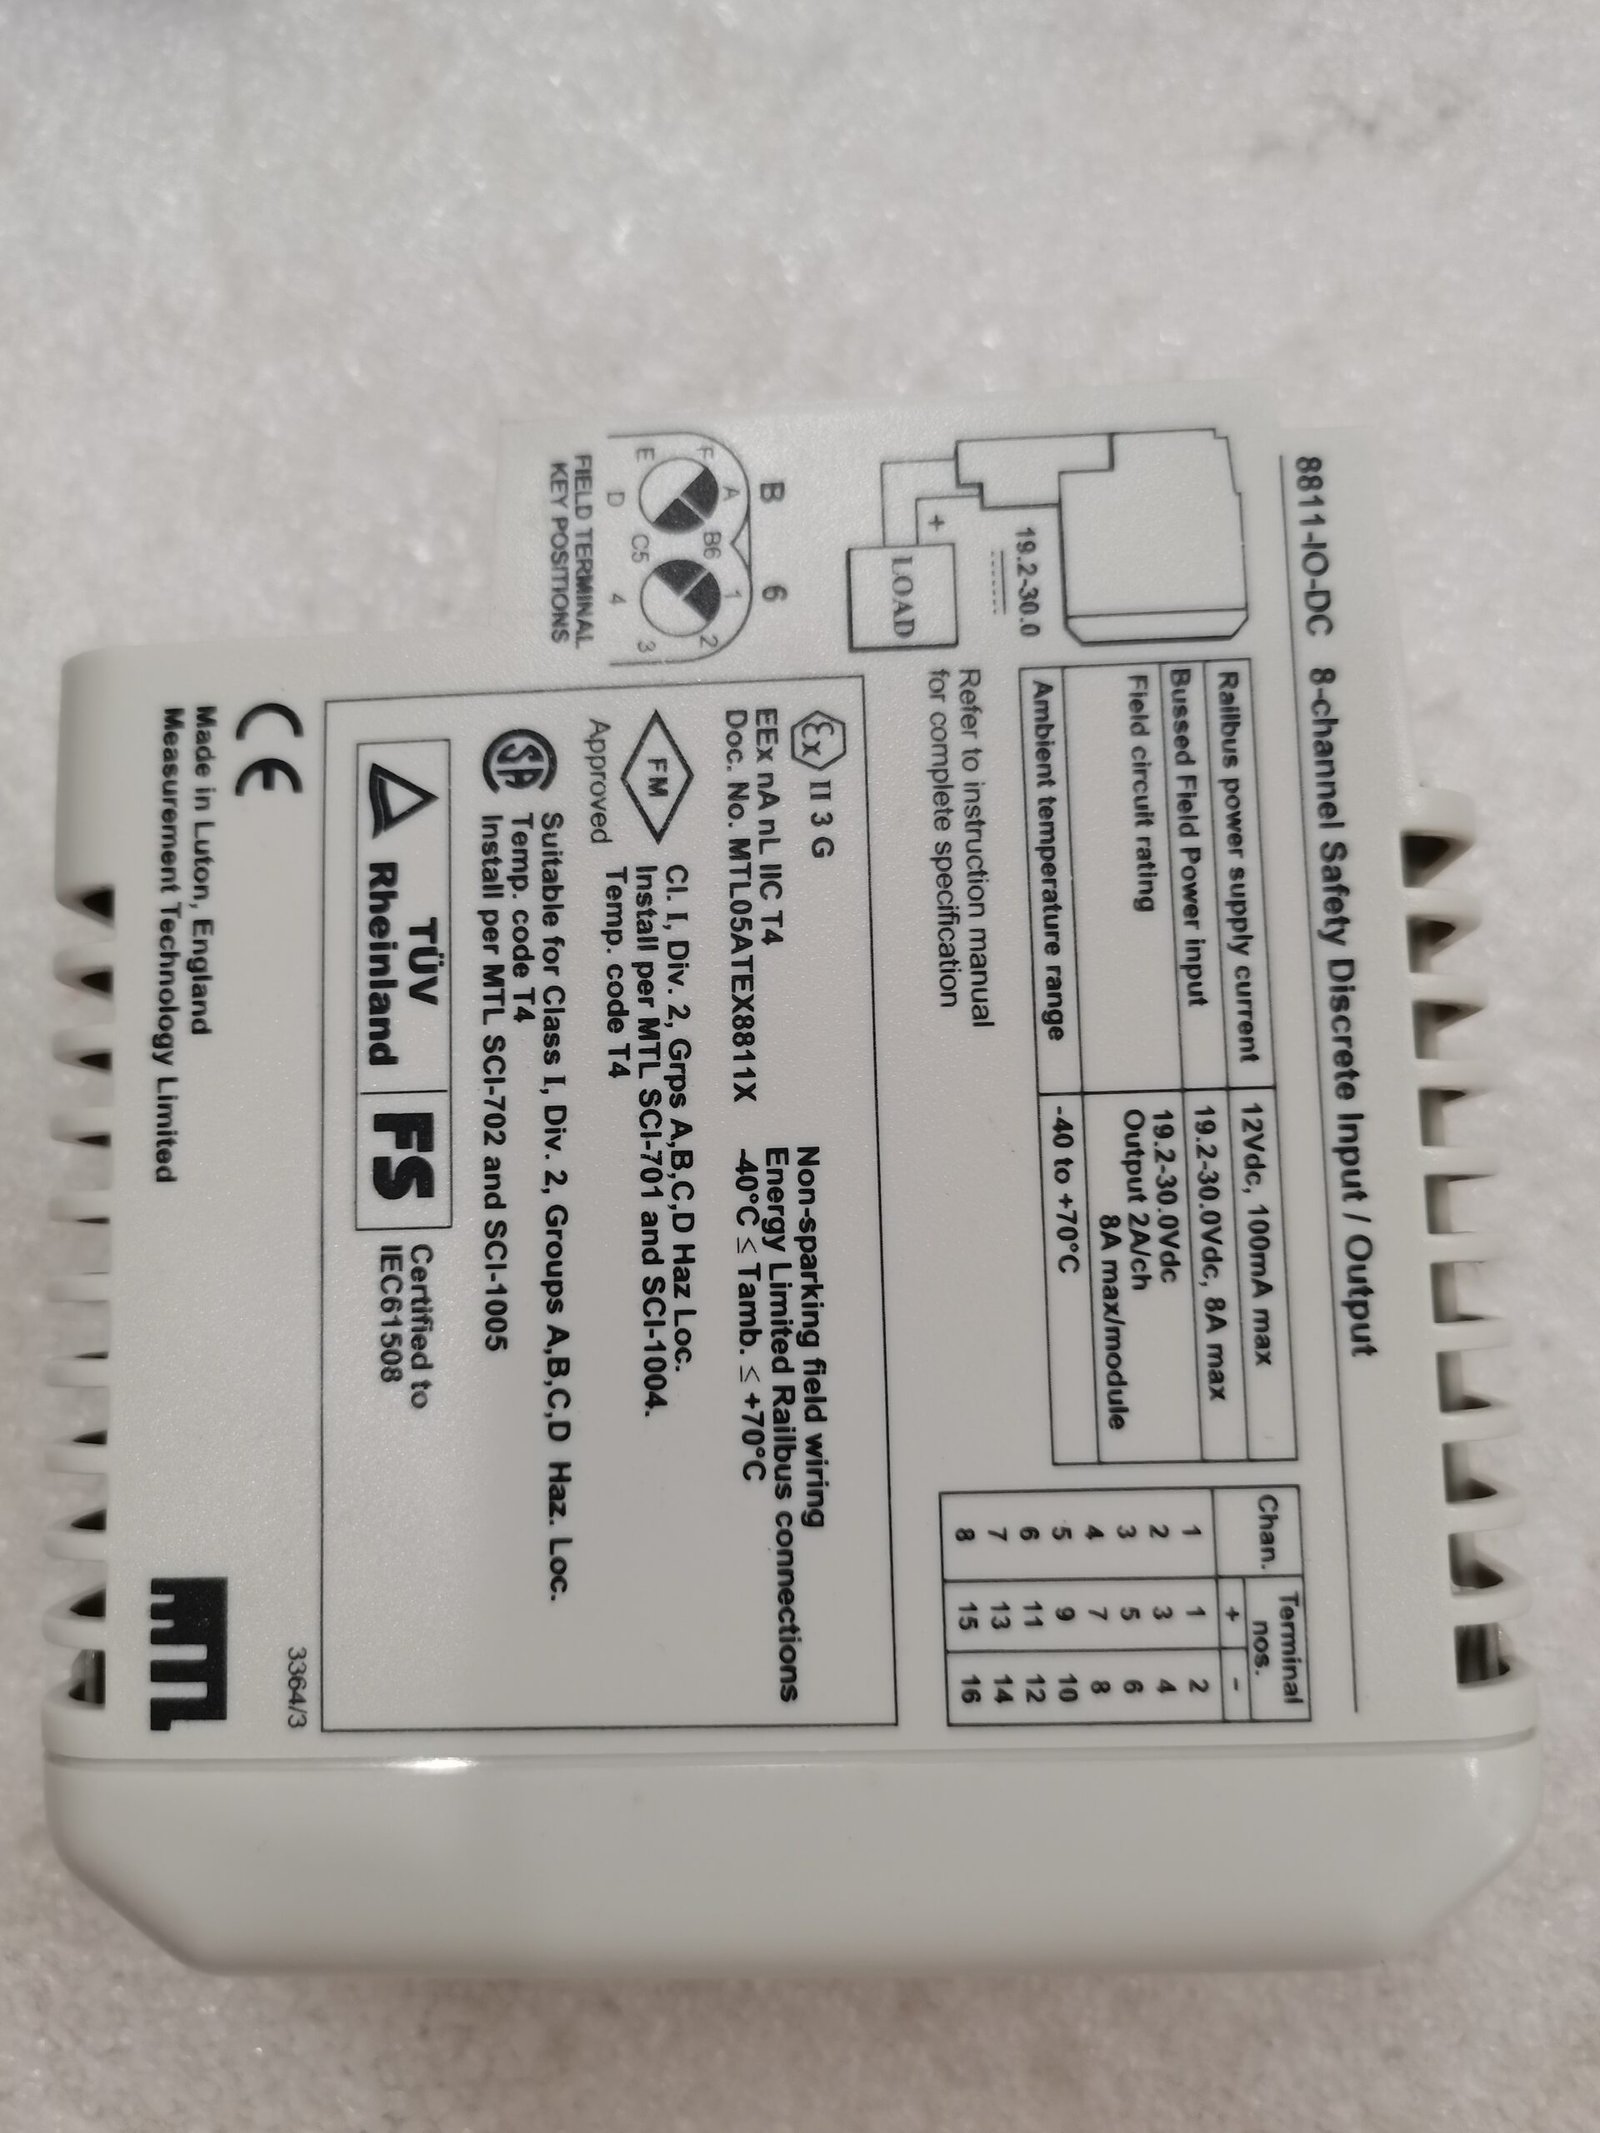 8811-IO-DC 8-channel Safety Discrete Input / Output
19.2-30.0
+
LOAD
Railbus power supply current 12Vdc, 100mA max
Bussed Field Power input 19.2-30.0Vdc, 8A max
Field circuit rating 19.2-30.0Vdc
Output 2A/ch
8A max/module
Ambient temperature range -40 to +70°C
Chan. Terminal nos.
+ -
1 1 2
2 3 4
3 5 6
4 7 8
5 9 10
6 11 12
7 13 14
8 15 16
Refer to instruction manual
for complete specification
B 6
F A B6 1 2
E D C5 4 3
FIELD TERMINAL
KEY POSITIONS
Ex II 3 G
EEx nA nL IIC T4
Doc. No. MTL05ATEX8811X
Non-sparking field wiring
Energy Limited Railbus connections
-40°C ≤ Tamb. ≤ +70°C
FM
Approved
Cl. I, Div. 2, Grps A,B,C,D Haz Loc.
Install per MTL SCI-701 and SCI-1004.
Temp. code T4
SA
Suitable for Class I, Div. 2, Groups A,B,C,D Haz. Loc.
Temp. code T4
Install per MTL SCI-702 and SCI-1005
TÜV
Rheinland
FS
Certified to
IEC61508
CE
3364/3
Made in Luton, England
Measurement Technology Limited
MTL